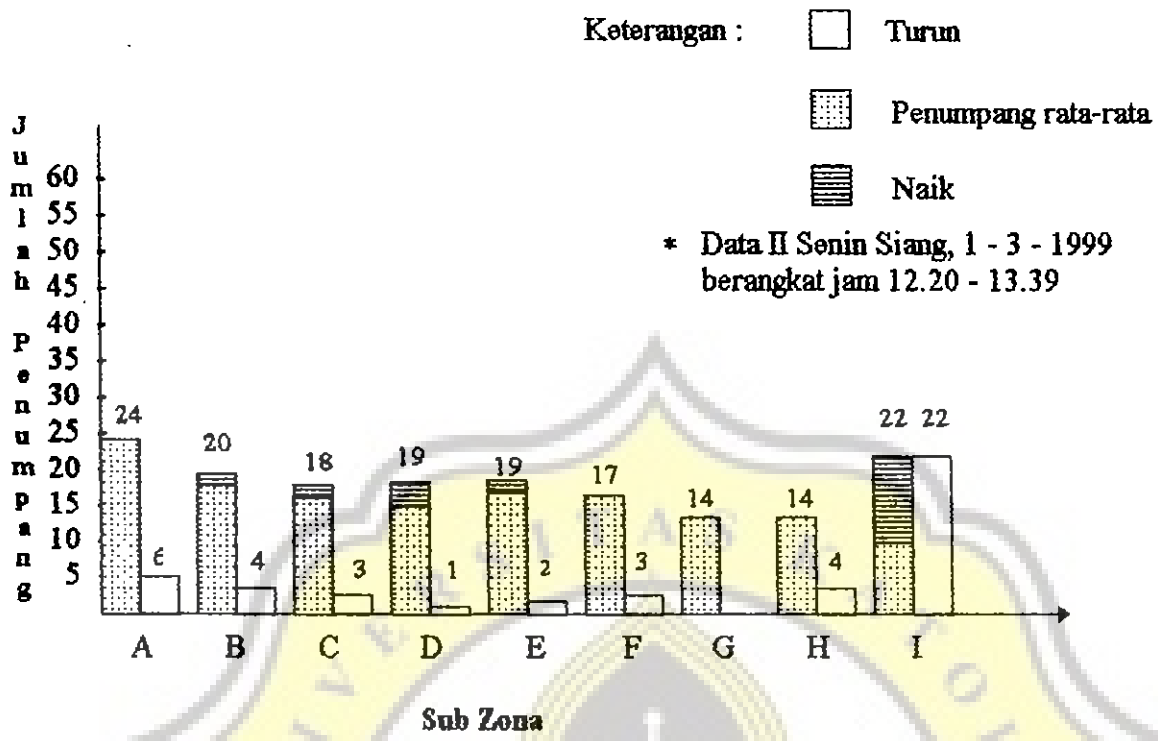 Keterangan :
Turun
Penumpang rata-rata
Naik
* Data II Senin Siang, 1 - 3 - 1999
berangkat jam 12.20 - 13.39
Jumlah Penumpang
60
55
50
45
40
35
30
25
20
15
10
5
24 6 20 4 18 3 19 1 19 2 17 3 14 14 4 22 22
A B C D E F G H I
Sub Zona